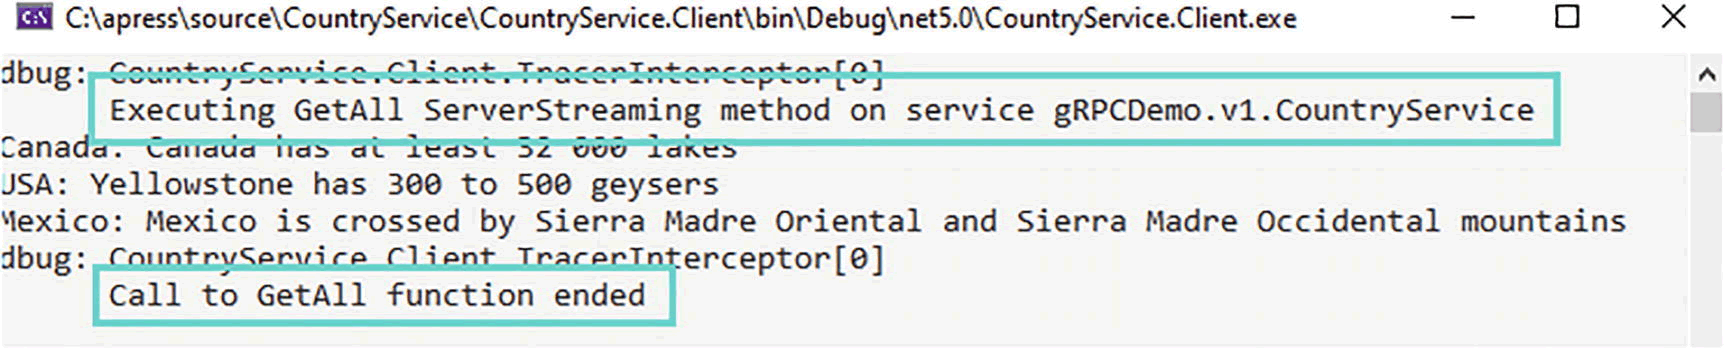 C:\apress\source\CountryService\CountryService.Client\bin\Debug\net5.0\CountryService.Client.exe
dbug: CountryService.Client.TracerInterceptor[0]
Executing GetAll ServerStreaming method on service gRPCDemo.v1.CountryService
Canada: Canada has at least 32 000 lakes
USA: Yellowstone has 300 to 500 geysers
Mexico: Mexico is crossed by Sierra Madre Oriental and Sierra Madre Occidental mountains
dbug: CountryService.Client.TracerInterceptor[0]
Call to GetAll function ended